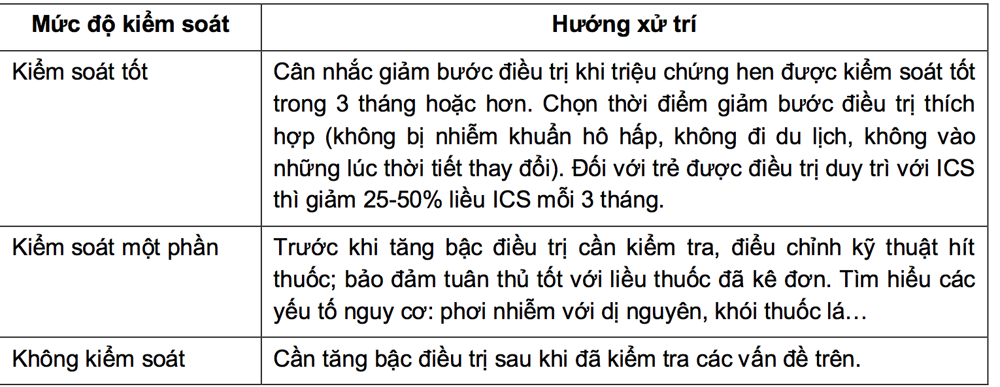 Mức độ kiểm soát
Hướng xử trí
Kiểm soát tốt
Cân nhắc giảm bước điều trị khi triệu chứng hen được kiểm soát tốt
trong 3 tháng hoặc hơn. Chọn thời điểm giảm bước điều trị thích
hợp (không bị nhiễm khuẩn hô hấp, không đi du lịch, không vào
những lúc thời tiết thay đổi). Đối với trẻ được điều trị duy trì với ICS
thì giảm 25-50% liều ICS mỗi 3 tháng.
Kiểm soát một phần
Trước khi tăng bậc điều trị cần kiểm tra, điểu chỉnh kỹ thuật hít
thuốc; bảo đảm tuân thủ tốt với liều thuốc đã kê đơn. Tìm hiểu các
yếu tố nguy cơ: phơi nhiễm với dị nguyên, khói thuốc lá…
Không kiểm soát
Cần tăng bậc điều trị sau khi đã kiểm tra các vấn đề trên.